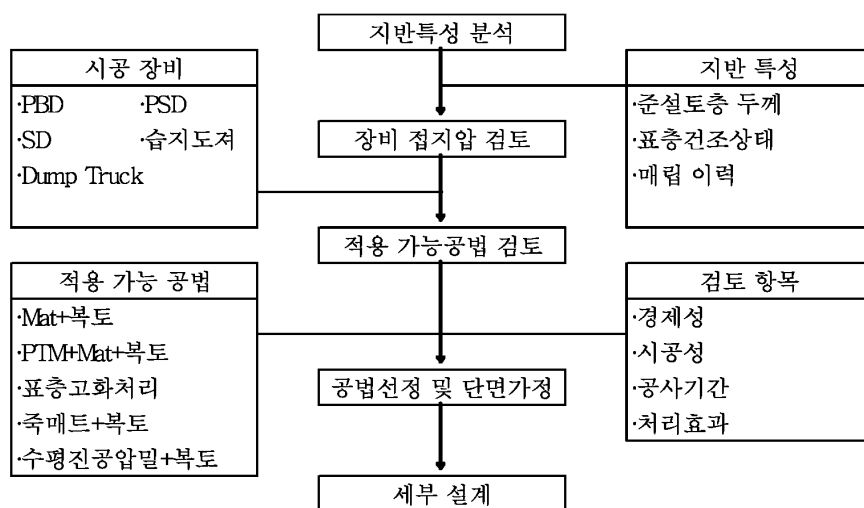 지반특성 분석
시공 장비
·PBD ·PSD
·SD ·습지도져
·Dump Truck
지반 특성
·준설토층 두께
·표층건조상태
·매립 이력
장비 접지압 검토
적용 가능공법 검토
적용 가능 공법
·Mat+복토
·PTM+Mat+복토
·표층고화처리
·죽매트+복토
·수평진공압밀+복토
검토 항목
·경제성
·시공성
·공사기간
·처리효과
공법선정 및 단면가정
세부 설계